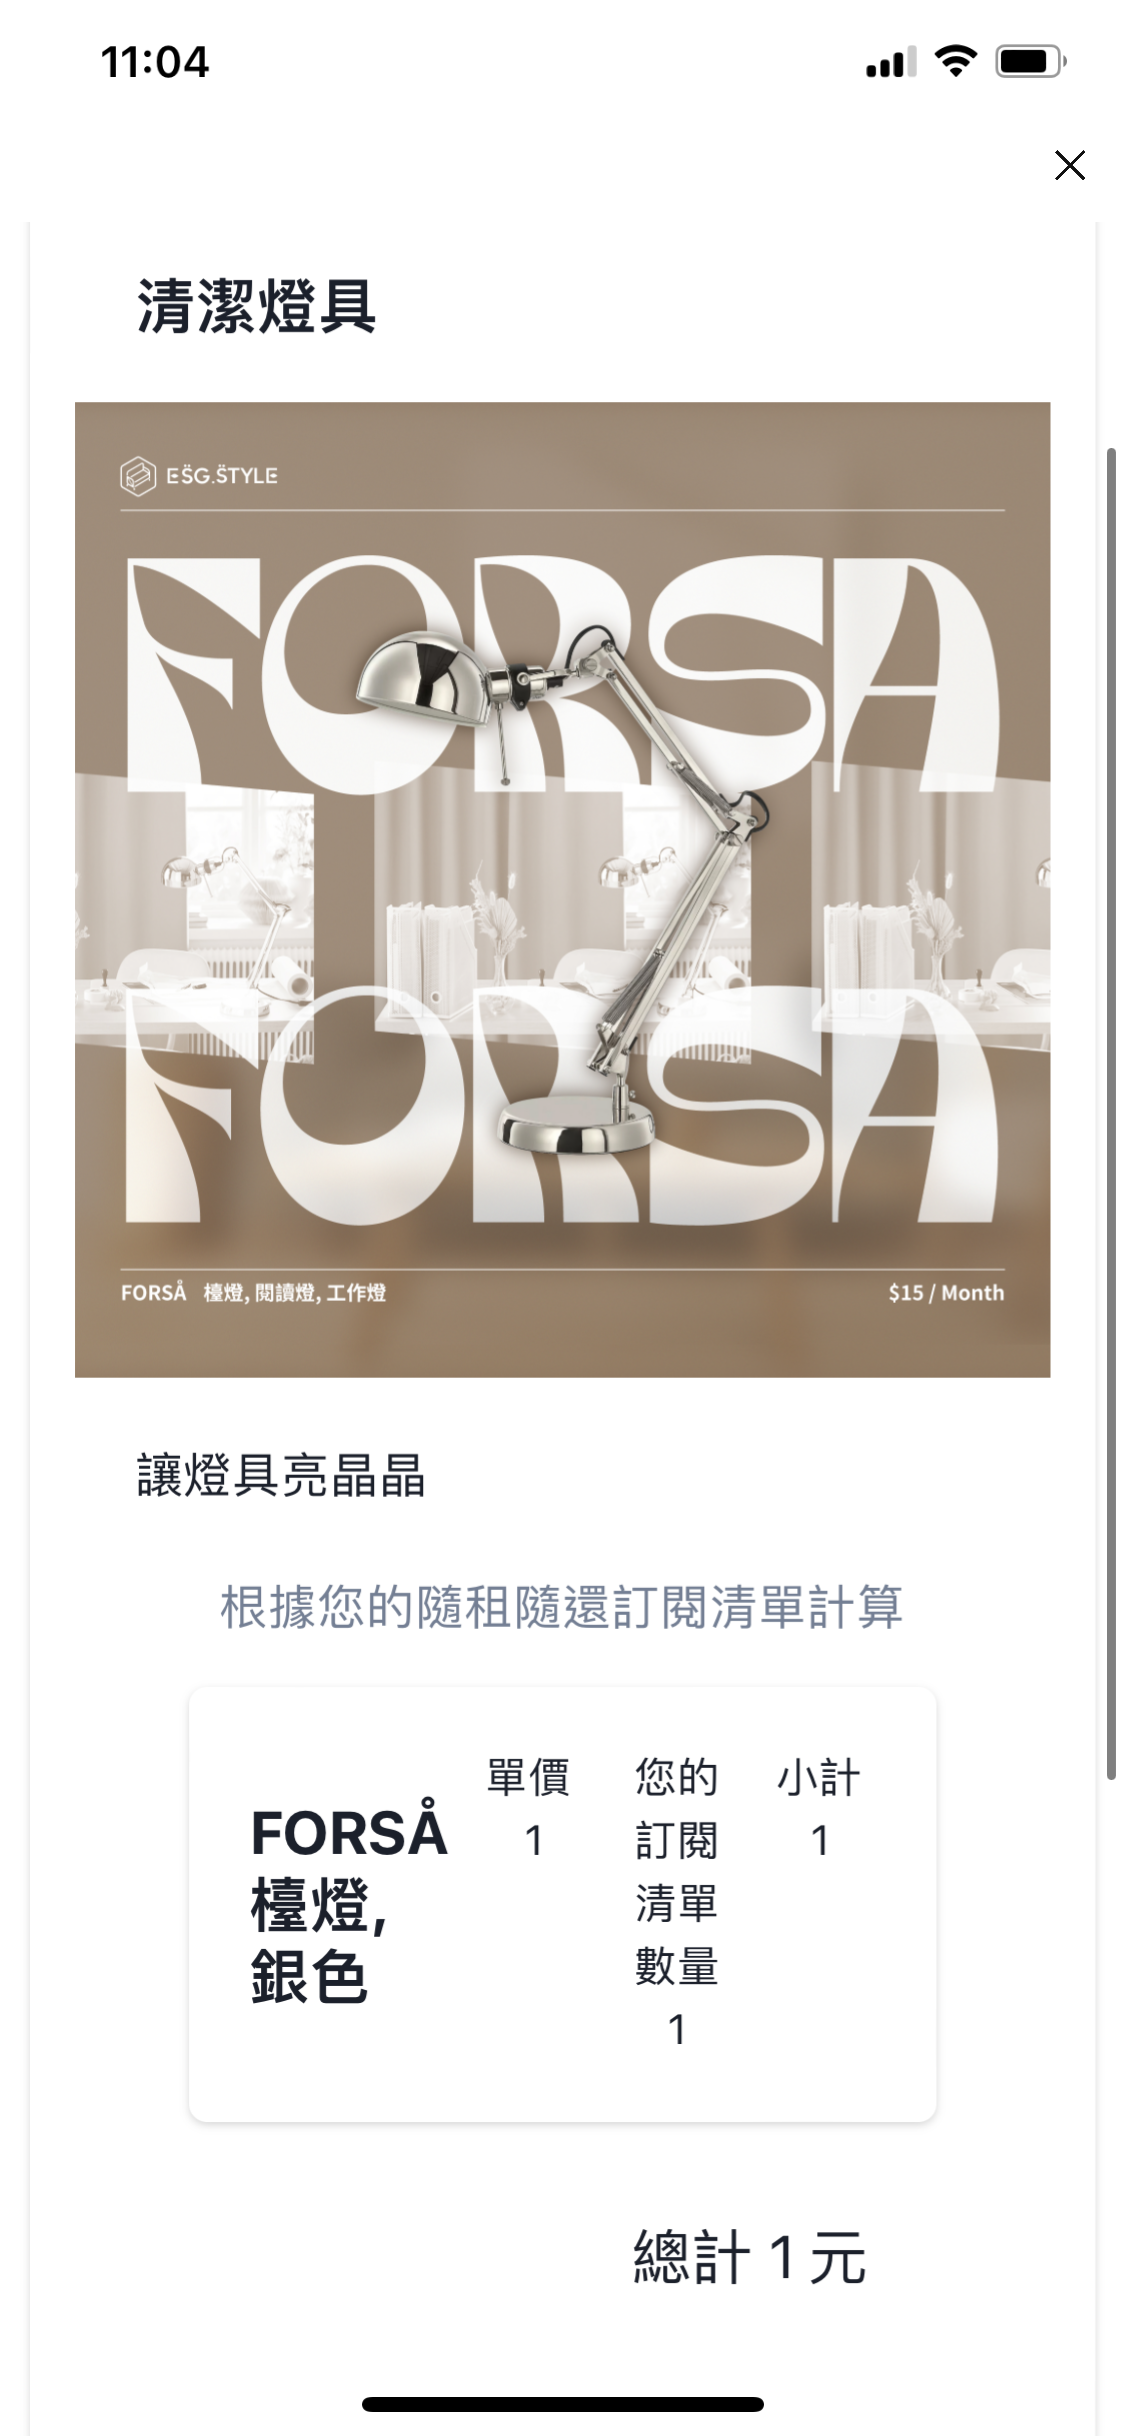 11:04
清潔燈具
ESG.STYLE
FORSA
FORSA
FORSÅ 檯燈, 閱讀燈, 工作燈
$15 / Month
讓燈具亮晶晶
根據您的隨租隨還訂閱清單計算
FORSÅ
檯燈,
銀色
單價
1
您的
訂閱
清單
數量
1
小計
1
總計 1 元